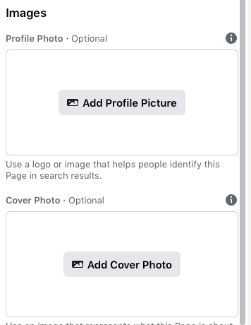 Images
Profile Photo · Optional
Add Profile Picture
Use a logo or image that helps people identify this
Page in search results.
Cover Photo · Optional
Add Cover Photo
Use an image that represents what this Page is about,